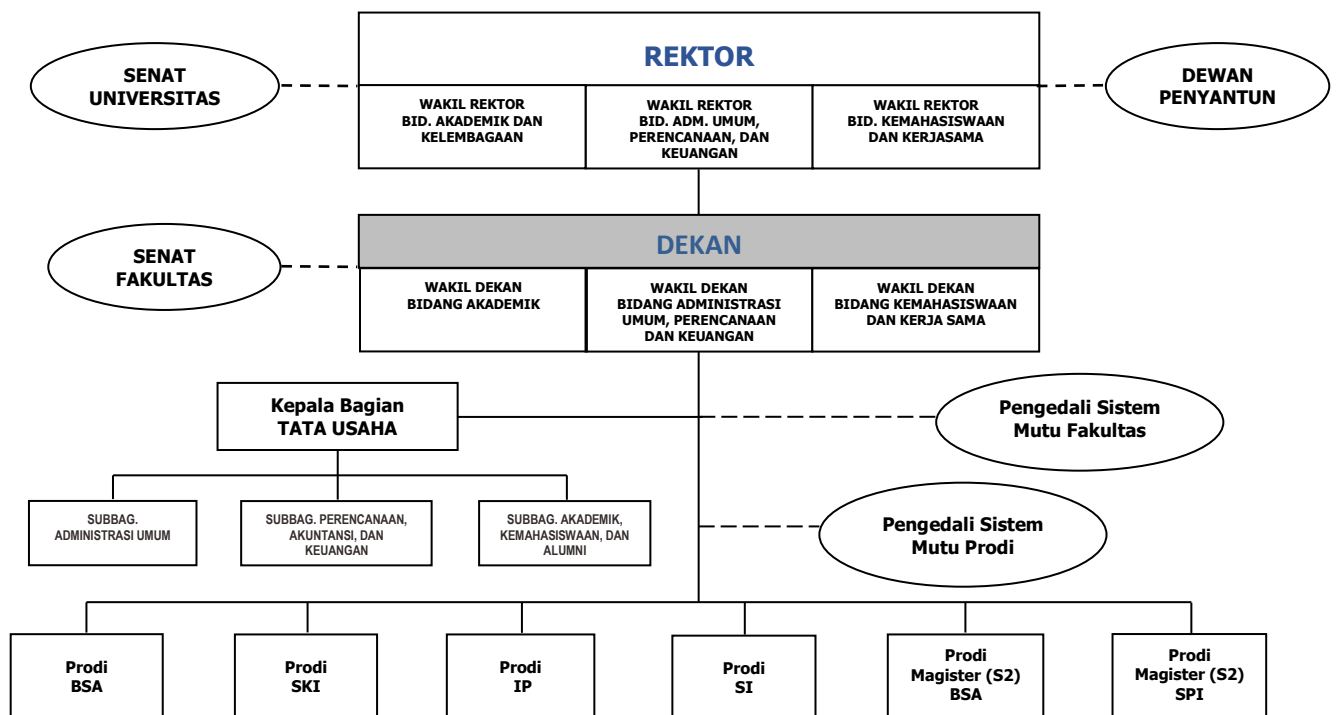 REKTOR
SENAT
UNIVERSITAS
DEWAN
PENYANTUN
WAKIL REKTOR
BID. AKADEMIK DAN
KELEMBAGAAN
WAKIL REKTOR
BID. ADM. UMUM,
PERENCANAAN, DAN
KEUANGAN
WAKIL REKTOR
BID. KEMAHASISWAAN
DAN KERJASAMA
DEKAN
SENAT
FAKULTAS
WAKIL DEKAN
BIDANG AKADEMIK
WAKIL DEKAN
BIDANG ADMINISTRASI
UMUM, PERENCANAAN
DAN KEUANGAN
WAKIL DEKAN
BIDANG KEMAHASISWAAN
DAN KERJA SAMA
Kepala Bagian
TATA USAHA
Pengedali Sistem
Mutu Fakultas
SUBBAG.
ADMINISTRASI UMUM
SUBBAG. PERENCANAAN,
AKUNTANSI, DAN
KEUANGAN
SUBBAG. AKADEMIK,
KEMAHASISWAAN, DAN
ALUMNI
Pengedali Sistem
Mutu Prodi
Prodi
BSA
Prodi
SKI
Prodi
IP
Prodi
SI
Prodi
Magister (S2)
BSA
Prodi
Magister (S2)
SPI